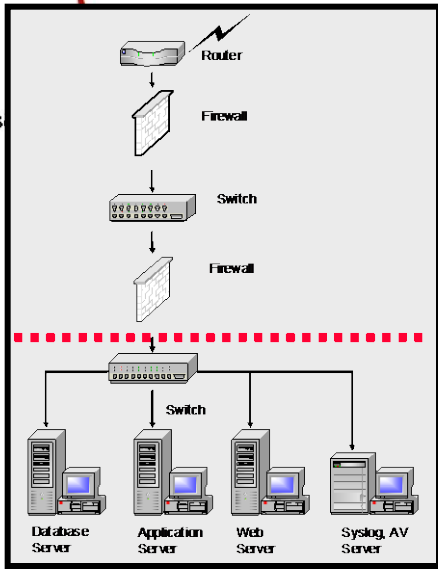 Router
Firewall
Switch
Firewall
Switch
Database
Server
Application
Server
Web
Server
Syslog, AV
Server